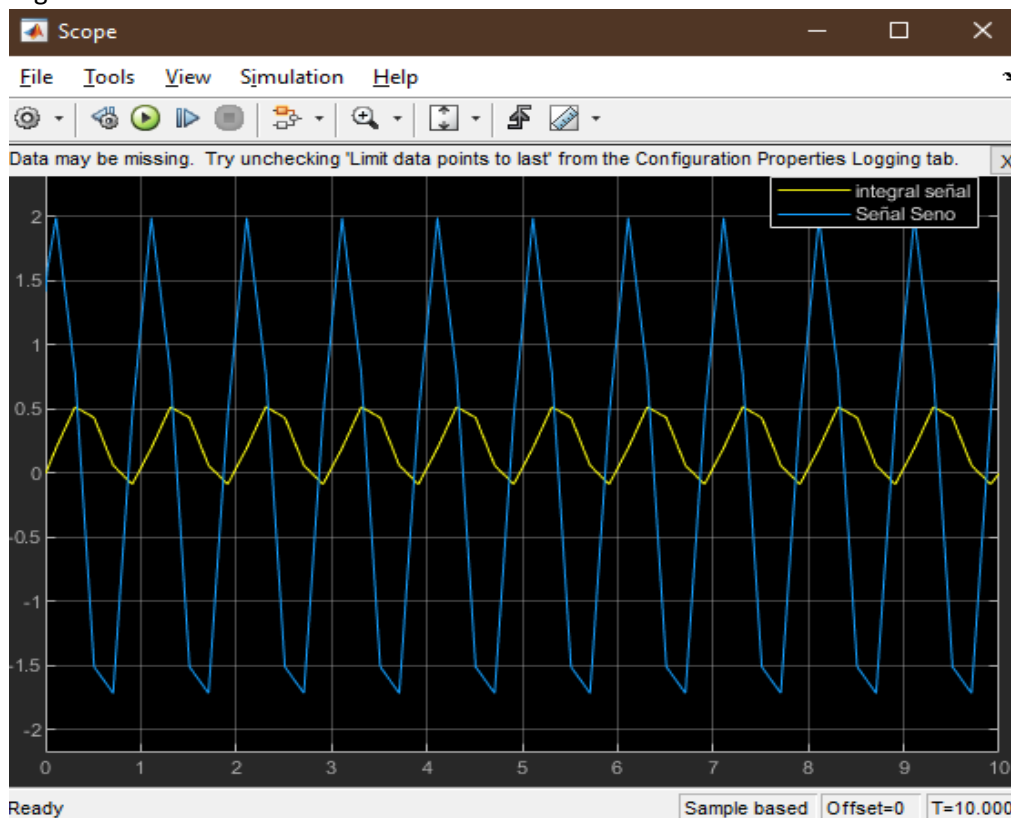 Scope
File Tools View Simulation Help
Data may be missing. Try unchecking 'Limit data points to last' from the Configuration Properties Logging tab. X
integral señal
Señal Seno
2
1.5
1
0.5
0
-0.5
-1
-1.5
-2
0 1 2 3 4 5 6 7 8 9 10
Ready Sample based Offset=0 T=10.000